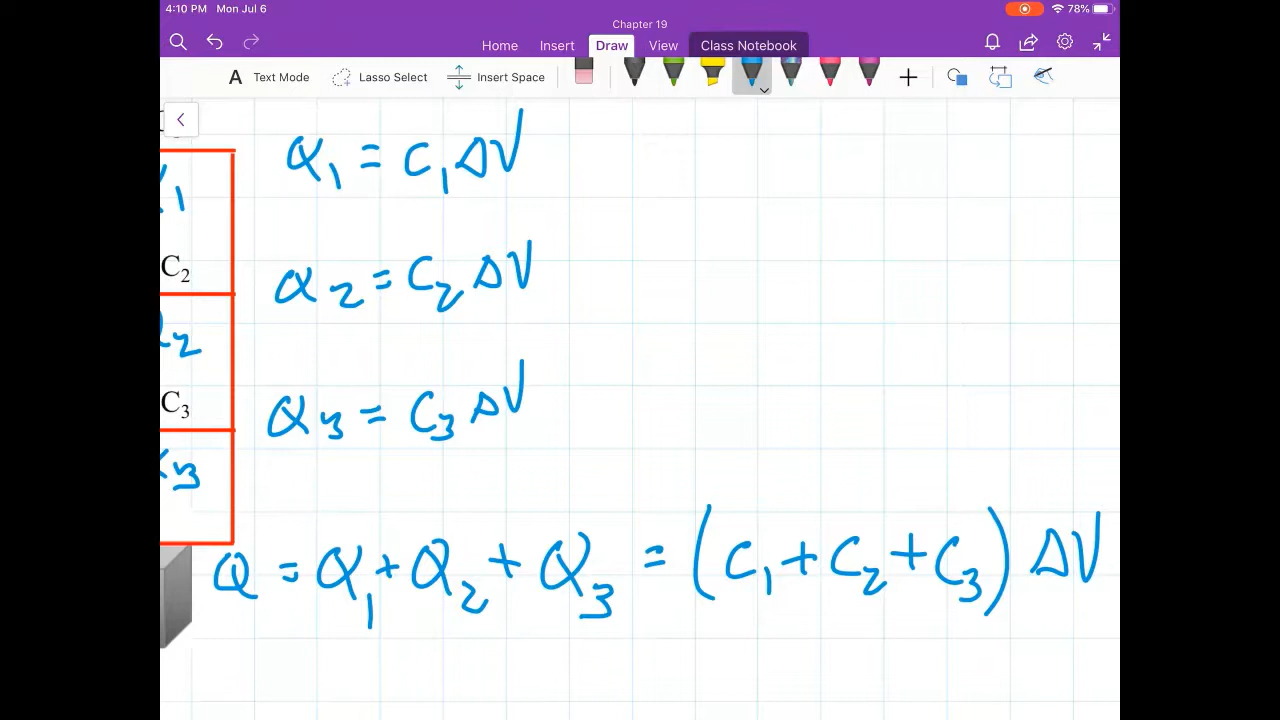 4:10 PM Mon Jul 6
78%
Chapter 19
Home Insert Draw View Class Notebook
A Text Mode Lasso Select Insert Space
Q₁ = C₁ΔV
C₂
Q₂ = C₂ΔV
C₃
Q₃ = C₃ΔV
Q = Q₁ + Q₂ + Q₃ = (C₁ + C₂ + C₃) ΔV